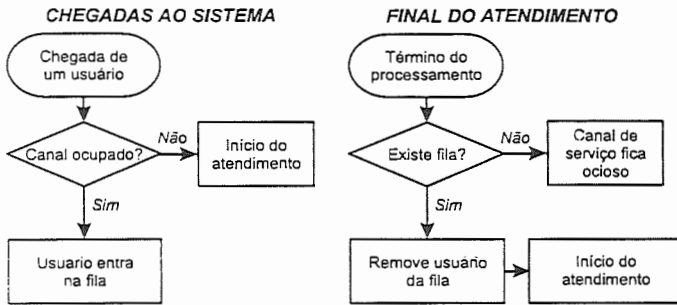 CHEGADAS AO SISTEMA
Chegada de
um usuário
Canal ocupado?
Não
Início do
atendimento
Sim
Usuario entra
na fila
FINAL DO ATENDIMENTO
Término do
processamento
Existe fila?
Não
Canal de
serviço fica
ocioso
Sim
Remove usuário
da fila
Início do
atendimento